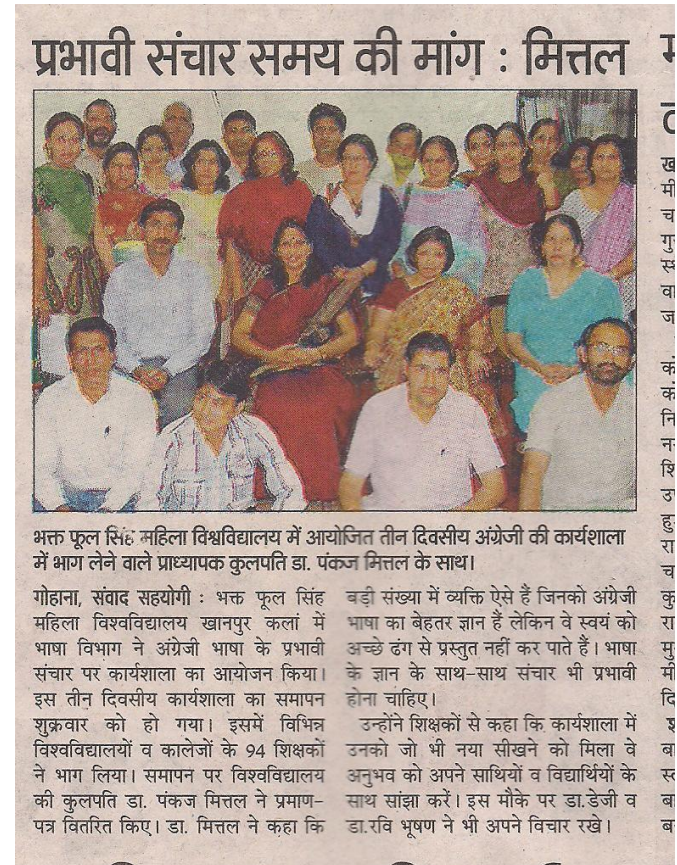 प्रभावी संचार समय की मांग : मित्तल
भक्त फूल सिंह महिला विश्वविद्यालय में आयोजित तीन दिवसीय अंग्रेजी की कार्यशाला
में भाग लेने वाले प्राध्यापक कुलपति डा. पंकज मित्तल के साथ।
गोहाना, संवाद सहयोगी : भक्त फूल सिंह
महिला विश्वविद्यालय खानपुर कलां में
भाषा विभाग ने अंग्रेजी भाषा के प्रभावी
संचार पर कार्यशाला का आयोजन किया।
इस तीन दिवसीय कार्यशाला का समापन
शुक्रवार को हो गया। इसमें विभिन्न
विश्वविद्यालयों व कालेजों के 94 शिक्षकों
ने भाग लिया। समापन पर विश्वविद्यालय
की कुलपति डा. पंकज मित्तल ने प्रमाण-
पत्र वितरित किए। डा. मित्तल ने कहा कि
बड़ी संख्या में व्यक्ति ऐसे हैं जिनको अंग्रेजी
भाषा का बेहतर ज्ञान हैं लेकिन वे स्वयं को
अच्छे ढंग से प्रस्तुत नहीं कर पाते हैं। भाषा
के ज्ञान के साथ-साथ संचार भी प्रभावी
होना चाहिए।
उन्होंने शिक्षकों से कहा कि कार्यशाला में
उनको जो भी नया सीखने को मिला वे
अनुभव को अपने साथियों व विद्यार्थियों के
साथ सांझा करें। इस मौके पर डा.डेजी व
डा.रवि भूषण ने भी अपने विचार रखे।